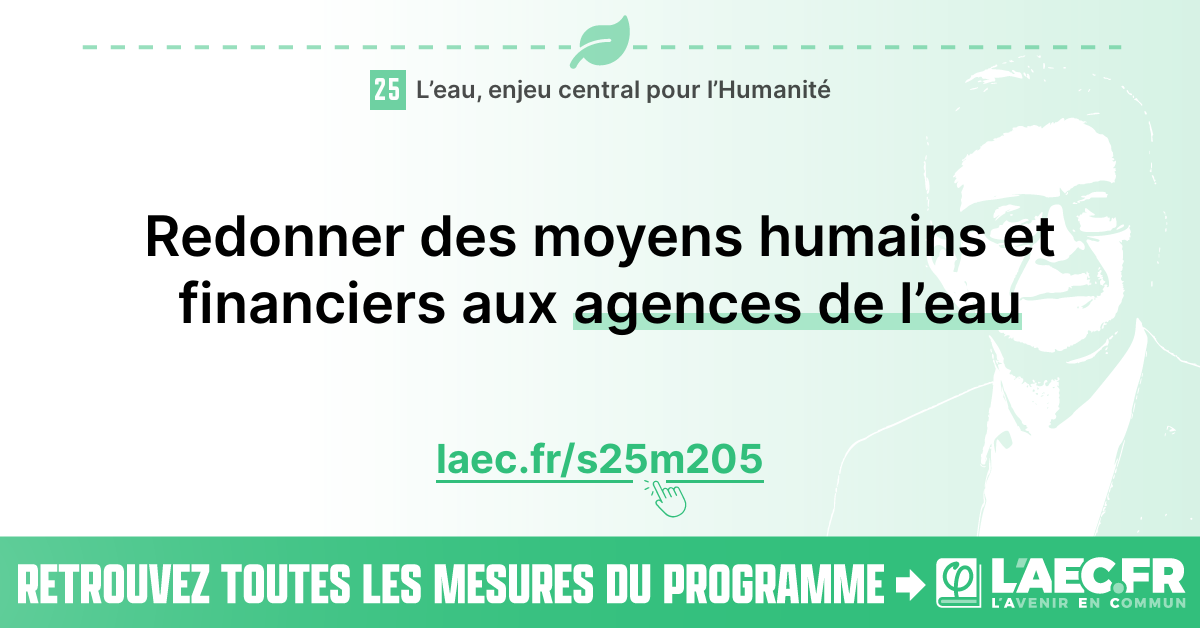 25 L’eau, enjeu central pour l’Humanité
Redonner des moyens humains et
financiers aux agences de l’eau
laec.fr/s25m205
RETROUVEZ TOUTES LES MESURES DU PROGRAMME
φ L’AEC.FR
L’AVENIR EN COMMUN